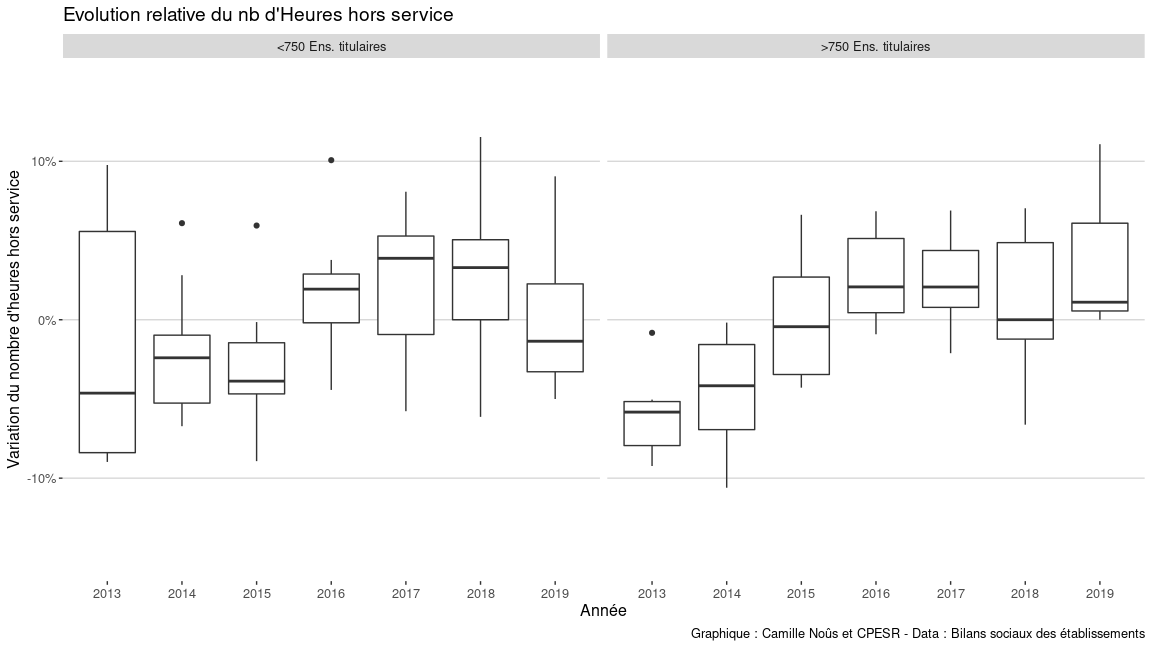 Evolution relative du nb d'Heures hors service
<750 Ens. titulaires
>750 Ens. titulaires
Variation du nombre d'heures hors service
10%
0%
-10%
2013 2014 2015 2016 2017 2018 2019
2013 2014 2015 2016 2017 2018 2019
Année
Graphique : Camille Noûs et CPESR - Data : Bilans sociaux des établissements